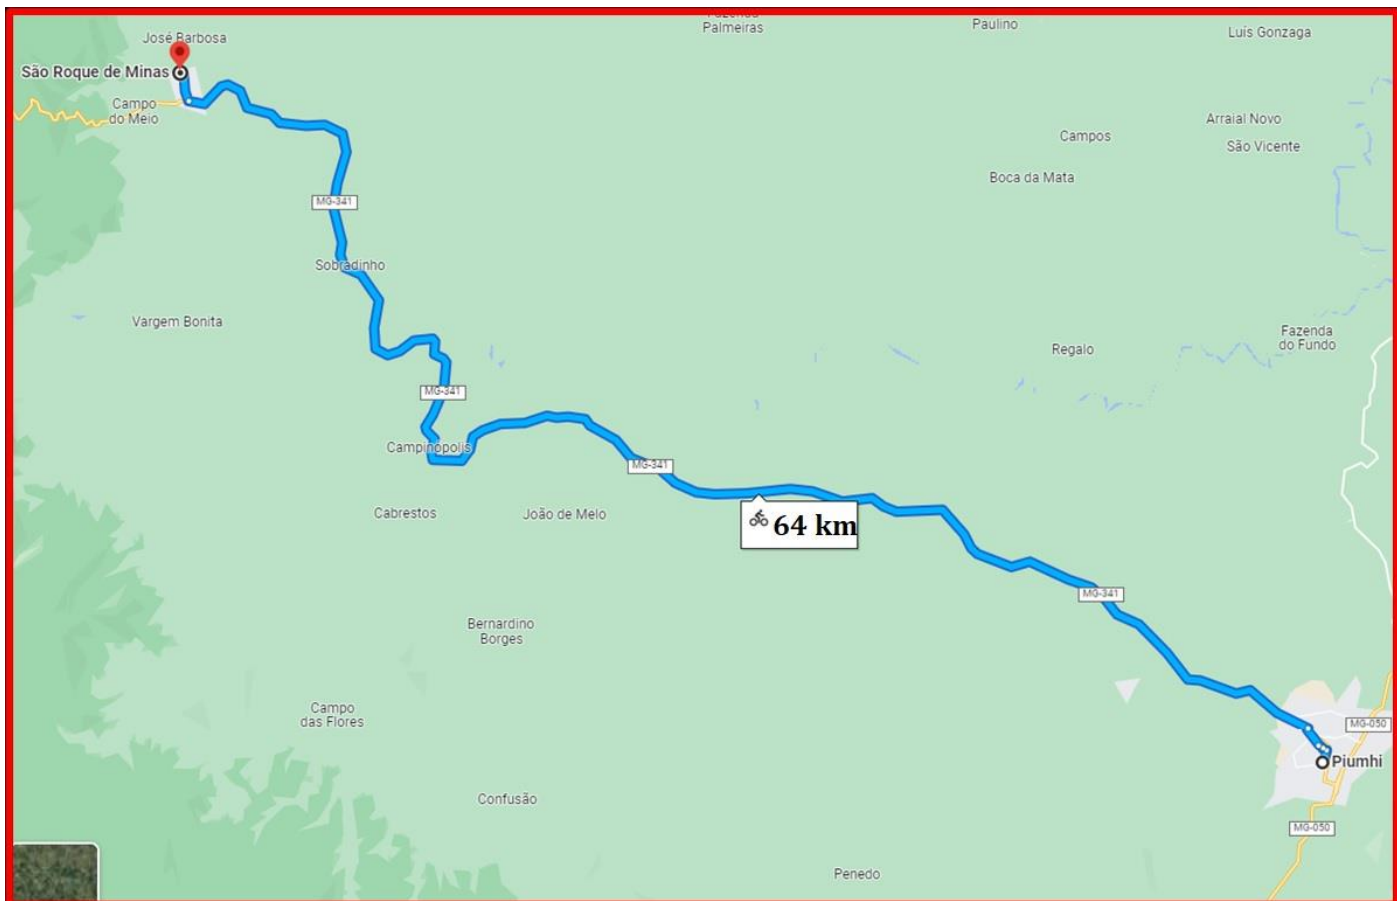 Fazenda
Palmeiras
Paulino
Luís Gonzaga
José Barbosa
São Roque de Minas
Campo
do Meio
Arraial Novo
Campos
São Vicente
Boca da Mata
MG-341
Sobradinho
Vargem Bonita
Fazenda
do Fundo
Regalo
MG-341
Campinópolis
MG-341
Cabrestos
João de Melo
64 km
MG-341
Bernardino
Borges
Campo
das Flores
MG-050
Piumhi
Confusão
MG-050
Penedo